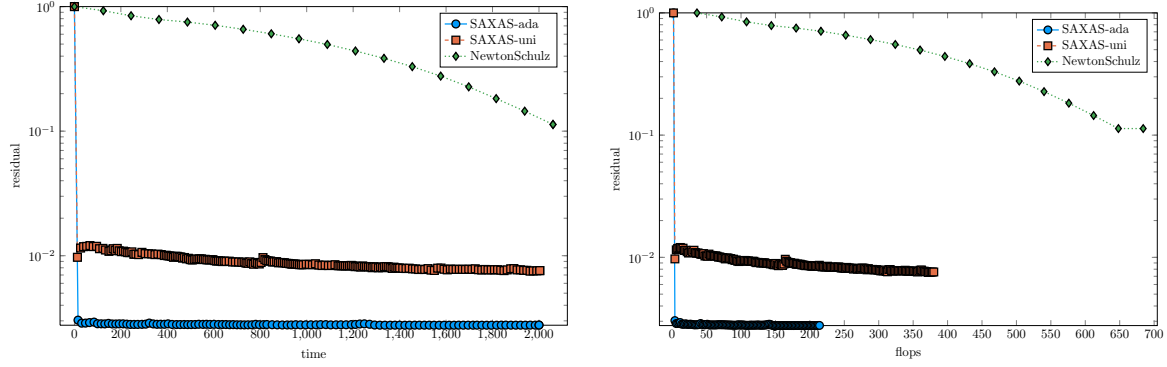 10^0
10^{-1}
10^{-2}
residual
0 200 400 600 800 1,000 1,200 1,400 1,600 1,800 2,000
time
SAXAS-ada
SAXAS-uni
NewtonSchulz
10^0
10^{-1}
10^{-2}
residual
0 50 100 150 200 250 300 350 400 450 500 550 600 650 700
flops
SAXAS-ada
SAXAS-uni
NewtonSchulz